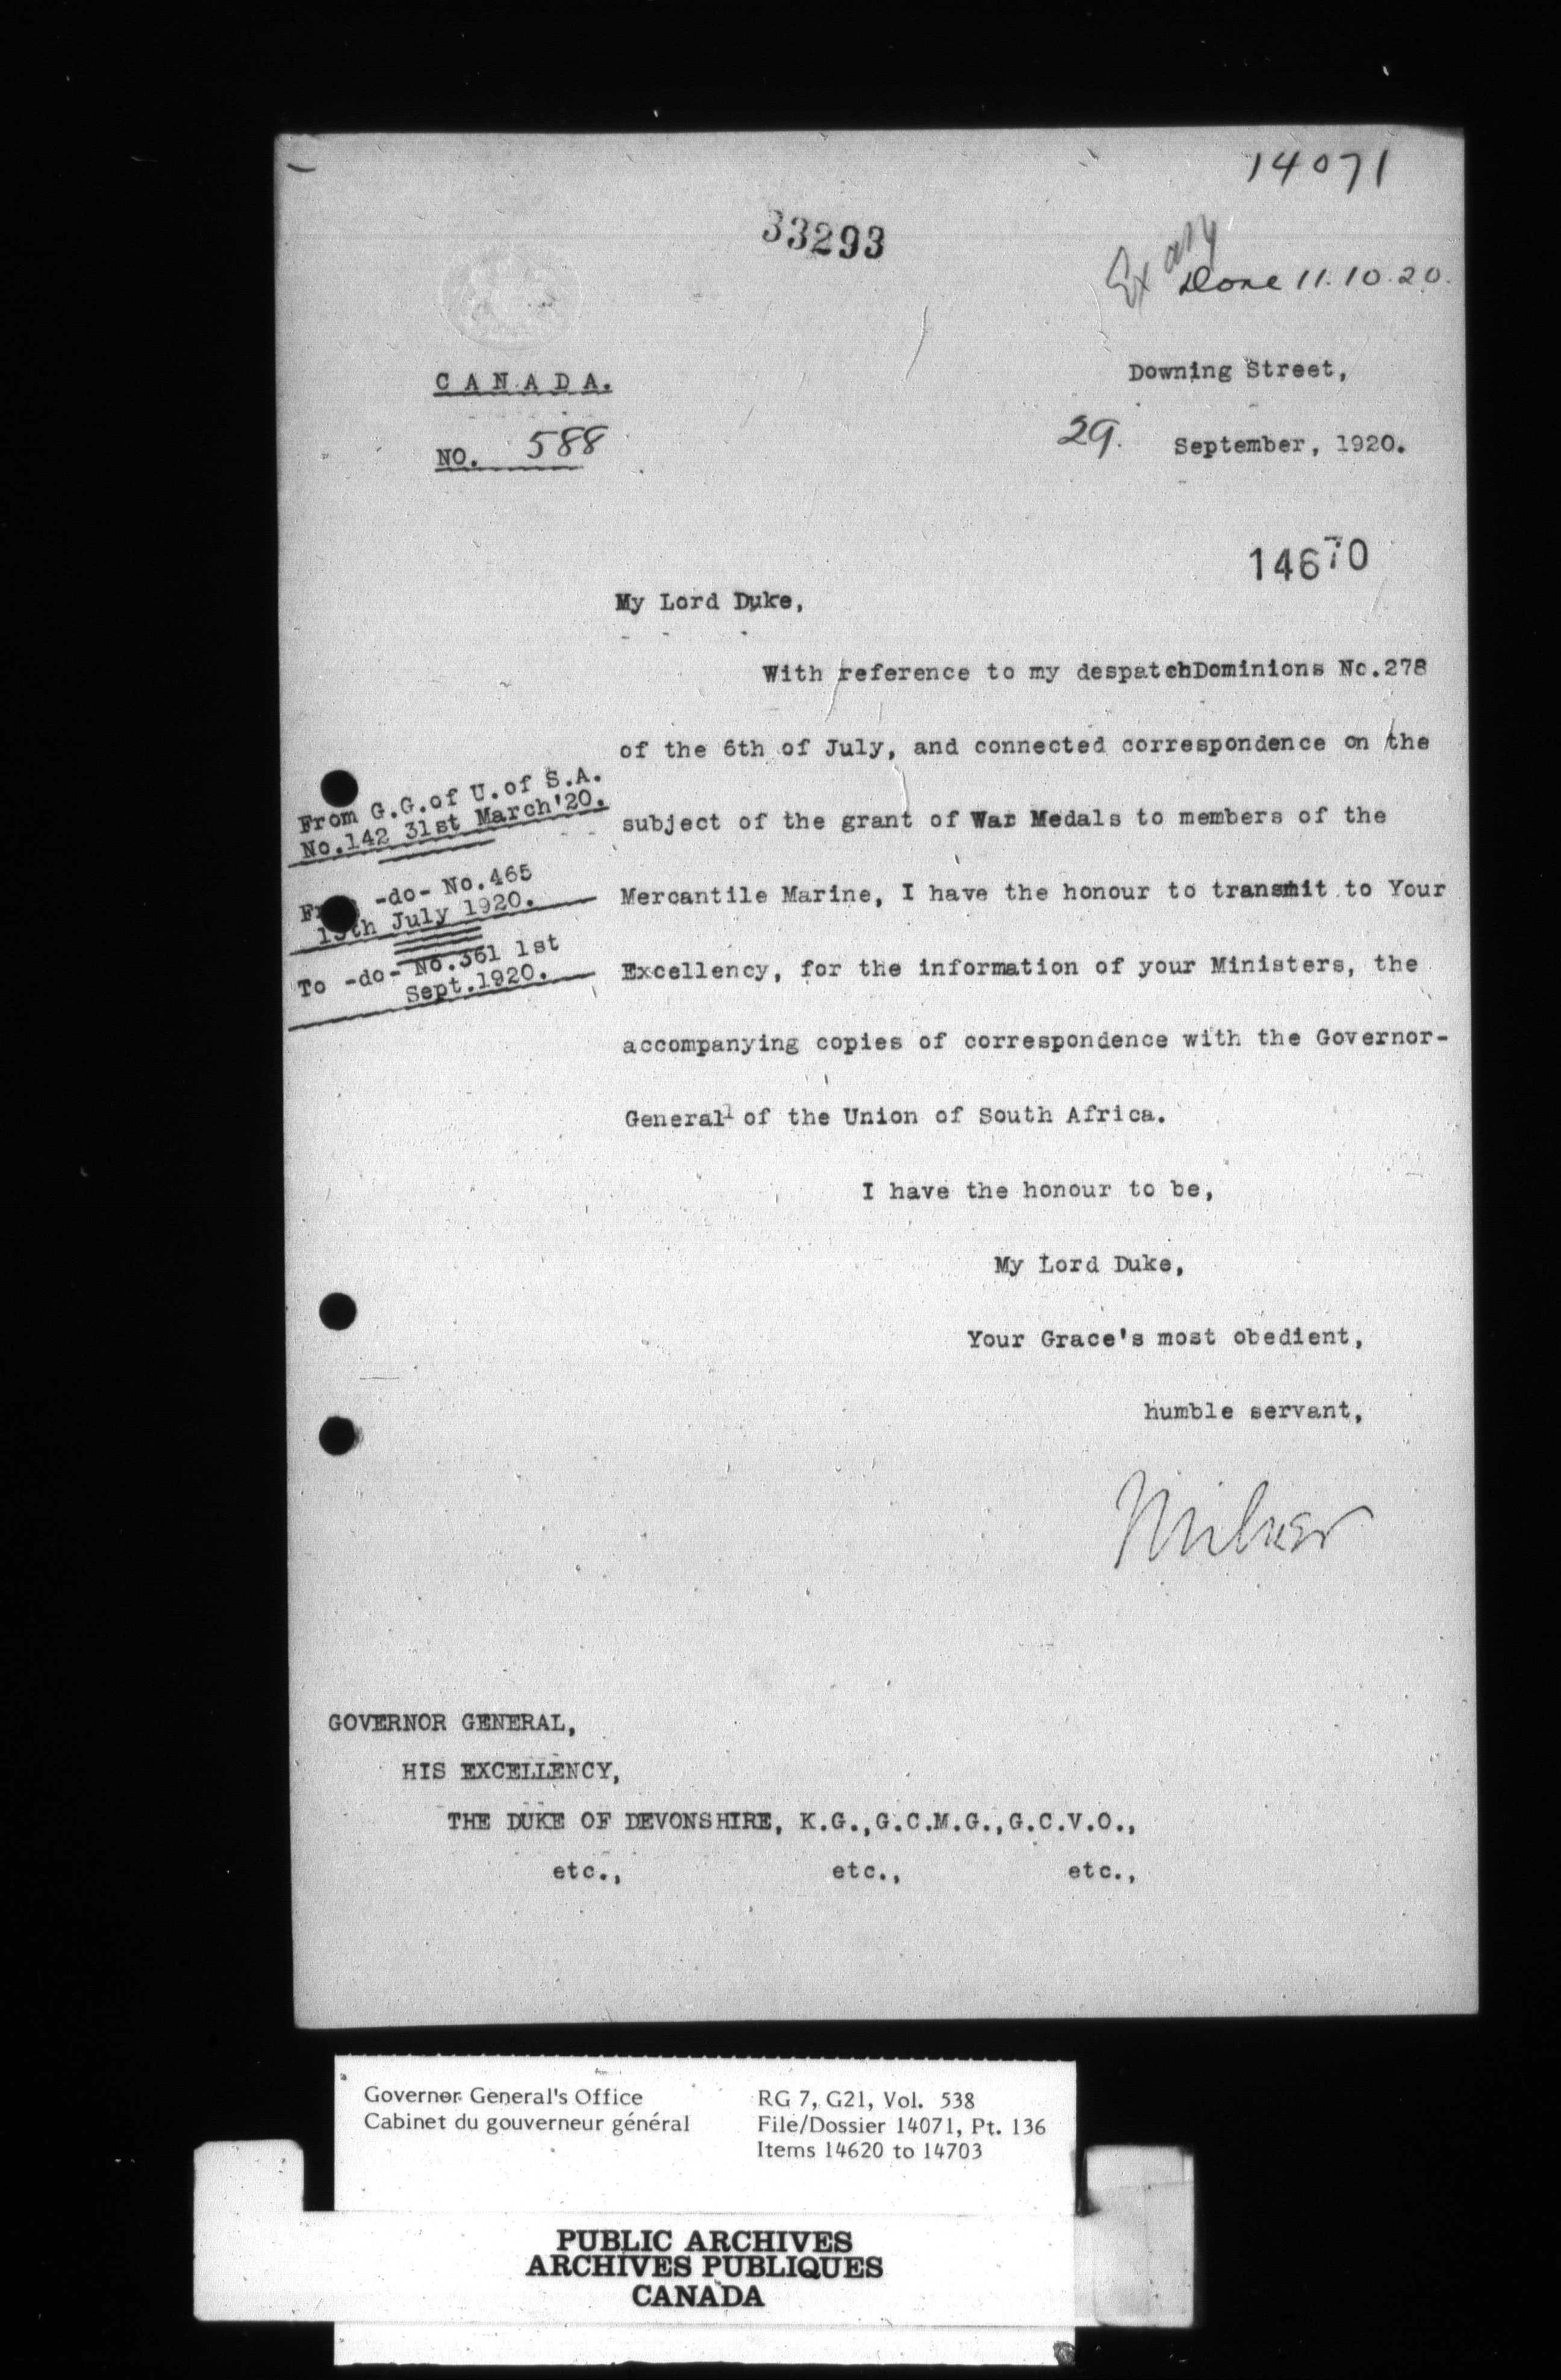 14071
33293
Done 11.10.20.
CANADA.
Downing Street,
NO. 588
29. September, 1920.
14670
My Lord Duke,
With reference to my despatchDominions No.278
of the 6th of July, and connected correspondence on the
subject of the grant of War Medals to members of the
Mercantile Marine, I have the honour to transmit to Your
Excellency, for the information of your Ministers, the
accompanying copies of correspondence with the Governor-
General of the Union of South Africa.
From G.G.of U.of S.A.
No.142 31st March'20.
-do- No.465
July 1920.
To -do- No.361 1st
Sept.1920.
I have the honour to be,
My Lord Duke,
Your Grace's most obedient,
humble servant,
Milner
GOVERNOR GENERAL,
HIS EXCELLENCY,
THE DUKE OF DEVONSHIRE, K.G.,G.C.M.G.,G.C.V.O.,
etc., etc., etc.,
Governor General's Office
Cabinet du gouverneur général
RG 7, G21, Vol. 538
File/Dossier 14071, Pt. 136
Items 14620 to 14703
PUBLIC ARCHIVES
ARCHIVES PUBLIQUES
CANADA